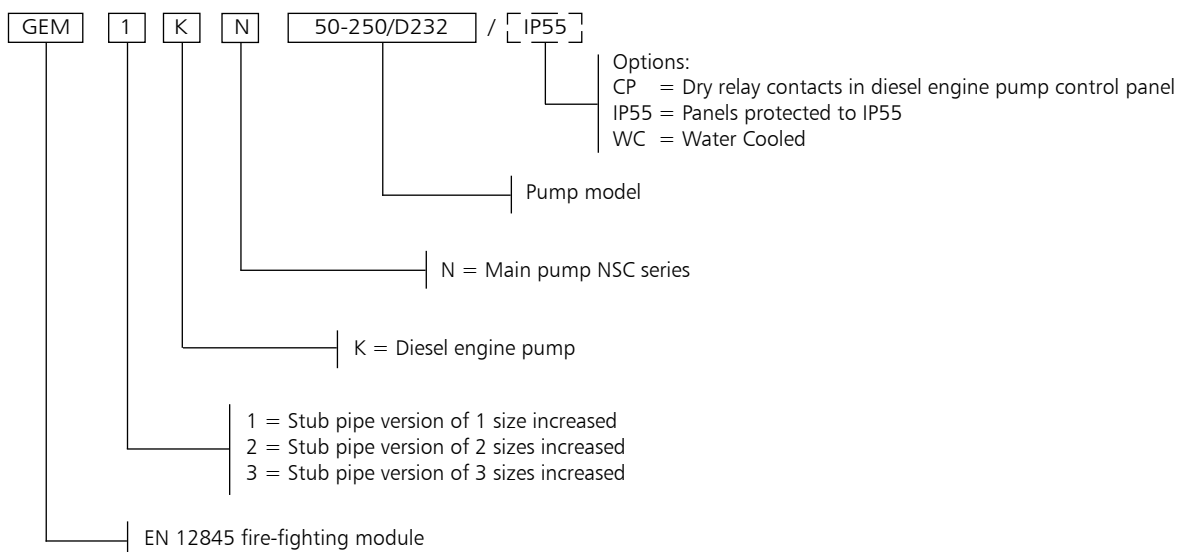 GEM 1 K N 50-250/D232 / IP55
Options:
CP = Dry relay contacts in diesel engine pump control panel
IP55 = Panels protected to IP55
WC = Water Cooled
Pump model
N = Main pump NSC series
K = Diesel engine pump
1 = Stub pipe version of 1 size increased
2 = Stub pipe version of 2 sizes increased
3 = Stub pipe version of 3 sizes increased
EN 12845 fire-fighting module